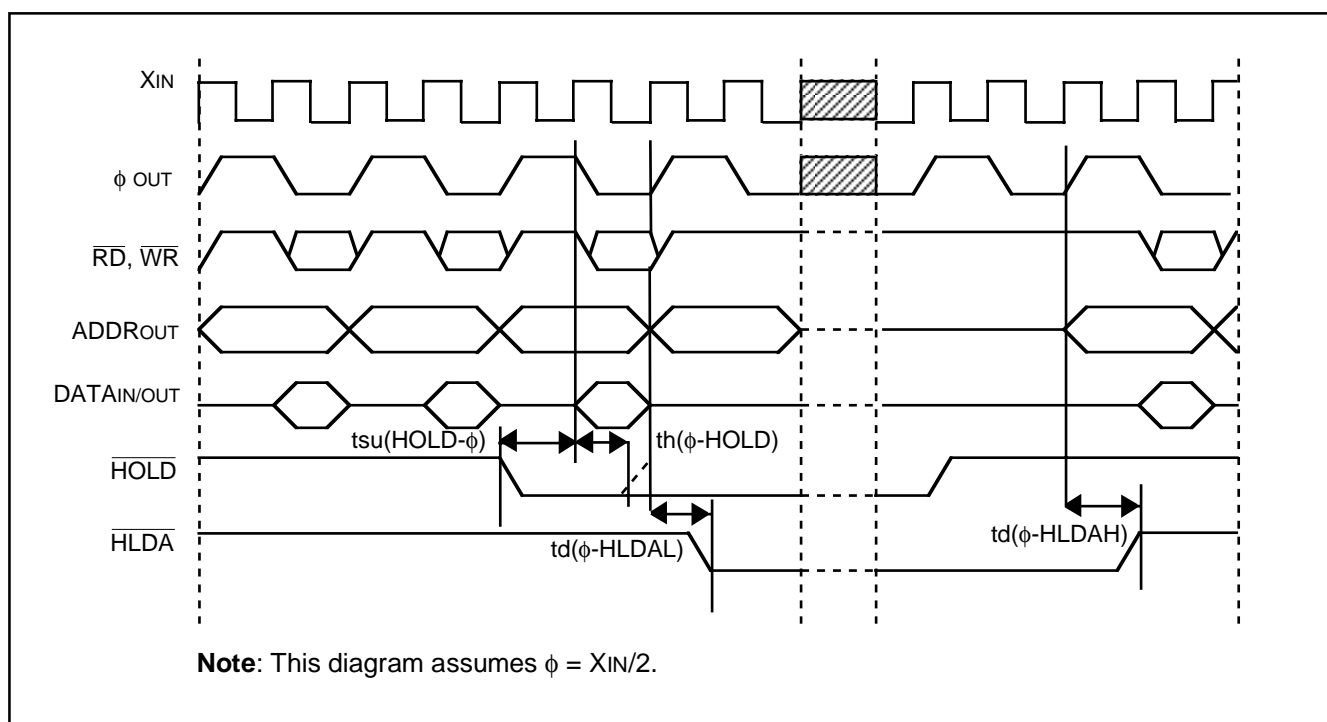 XIN
ϕ OUT
RD, WR
ADDROUT
DATAIN/OUT
tsu(HOLD-ϕ)
th(ϕ-HOLD)
HOLD
HLDA
td(ϕ-HLDAL)
td(ϕ-HLDAH)
Note: This diagram assumes ϕ = XIN/2.